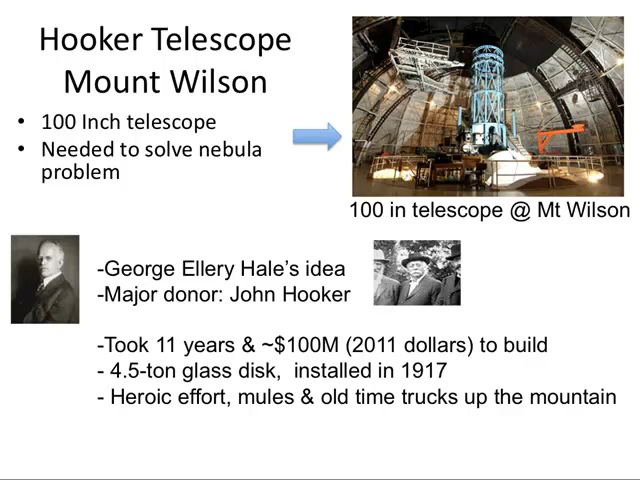 Hooker Telescope
Mount Wilson
• 100 Inch telescope
• Needed to solve nebula
problem
100 in telescope @ Mt Wilson
-George Ellery Hale's idea
-Major donor: John Hooker
-Took 11 years & ~$100M (2011 dollars) to build
- 4.5-ton glass disk,  installed in 1917
- Heroic effort, mules & old time trucks up the mountain